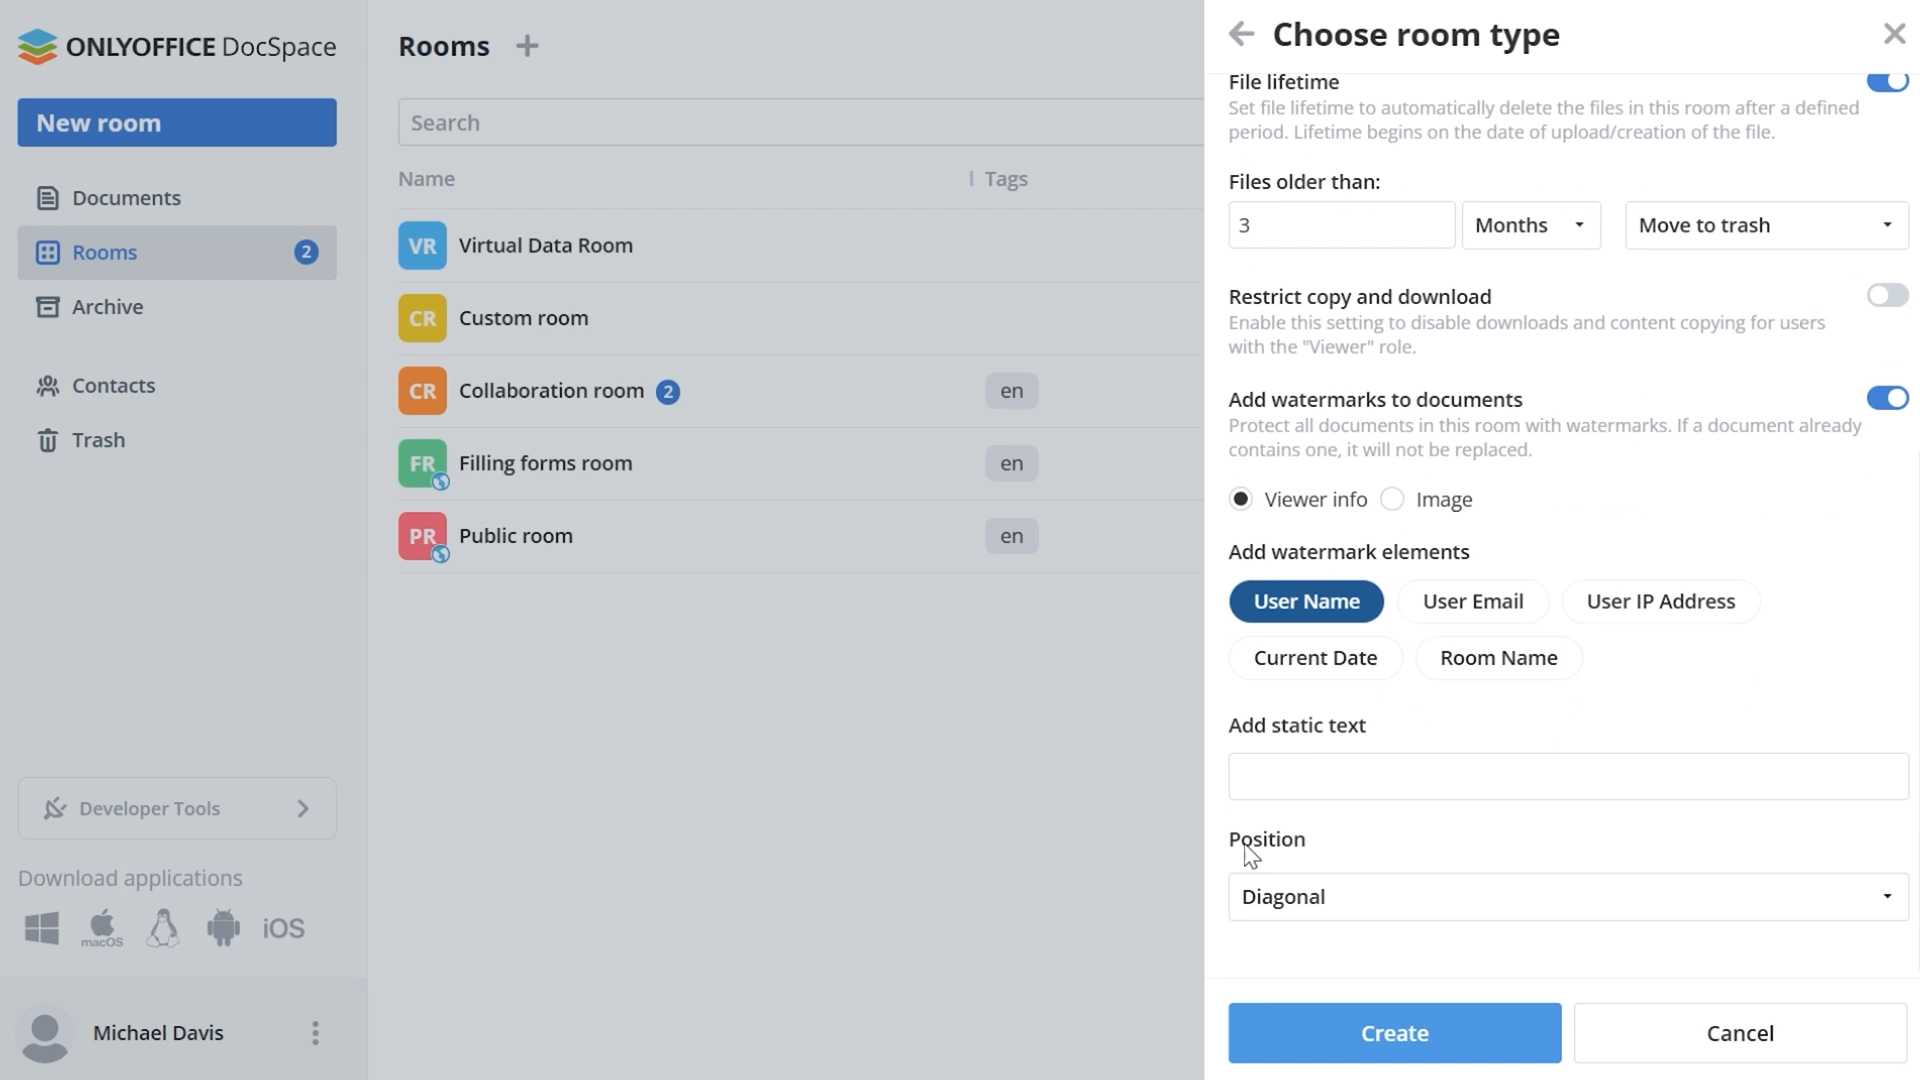 ONLYOFFICE DocSpace
New room
Documents
Rooms 2
Archive
Contacts
Trash
Developer Tools
Download applications
macOS
iOS
Michael Davis
Rooms
Search
Name Tags
VR Virtual Data Room
CR Custom room
CR Collaboration room 2 en
FR Filling forms room en
PR Public room en
Choose room type
File lifetime
Set file lifetime to automatically delete the files in this room after a defined
period. Lifetime begins on the date of upload/creation of the file.
Files older than:
3 Months Move to trash
Restrict copy and download
Enable this setting to disable downloads and content copying for users
with the "Viewer" role.
Add watermarks to documents
Protect all documents in this room with watermarks. If a document already
contains one, it will not be replaced.
Viewer info Image
Add watermark elements
User Name User Email User IP Address
Current Date Room Name
Add static text
Position
Diagonal
Create Cancel